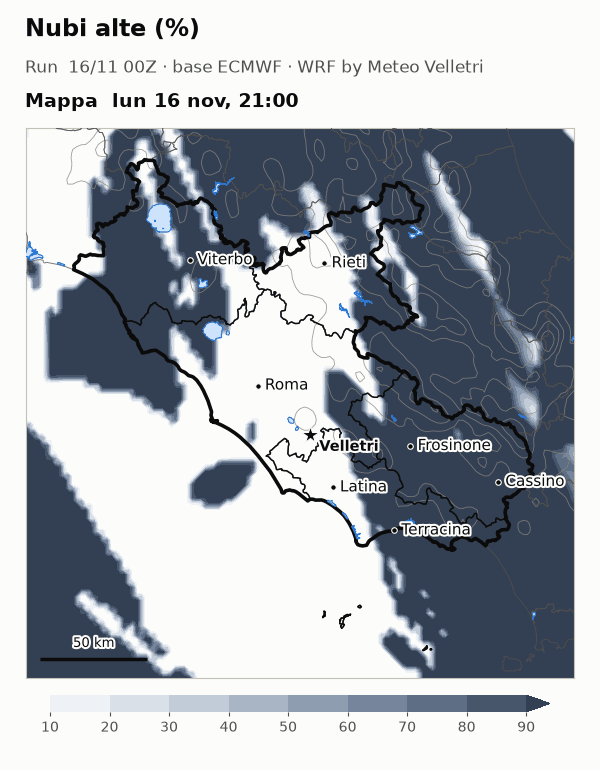 Nubi alte (%)
Run  16/11 00Z · base ECMWF · WRF by Meteo Velletri
Mappa  lun 16 nov, 21:00
Viterbo
Rieti
Roma
Velletri
Frosinone
Cassino
Latina
Terracina
50 km
10 20 30 40 50 60 70 80 90